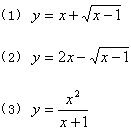 (1) y = x + √(x−1)
(2) y = 2x − √(x−1)
(3) y = x²/(x+1)